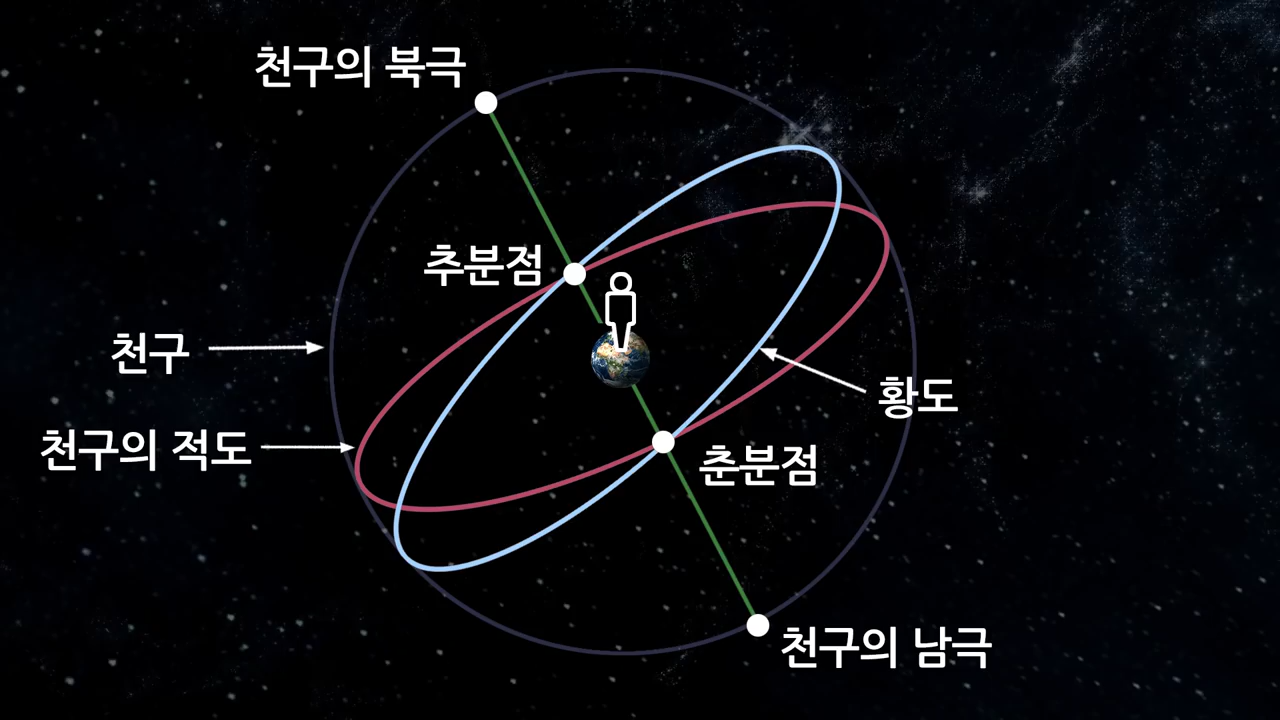 천구의 북극
추분점
천구
황도
천구의 적도
춘분점
천구의 남극